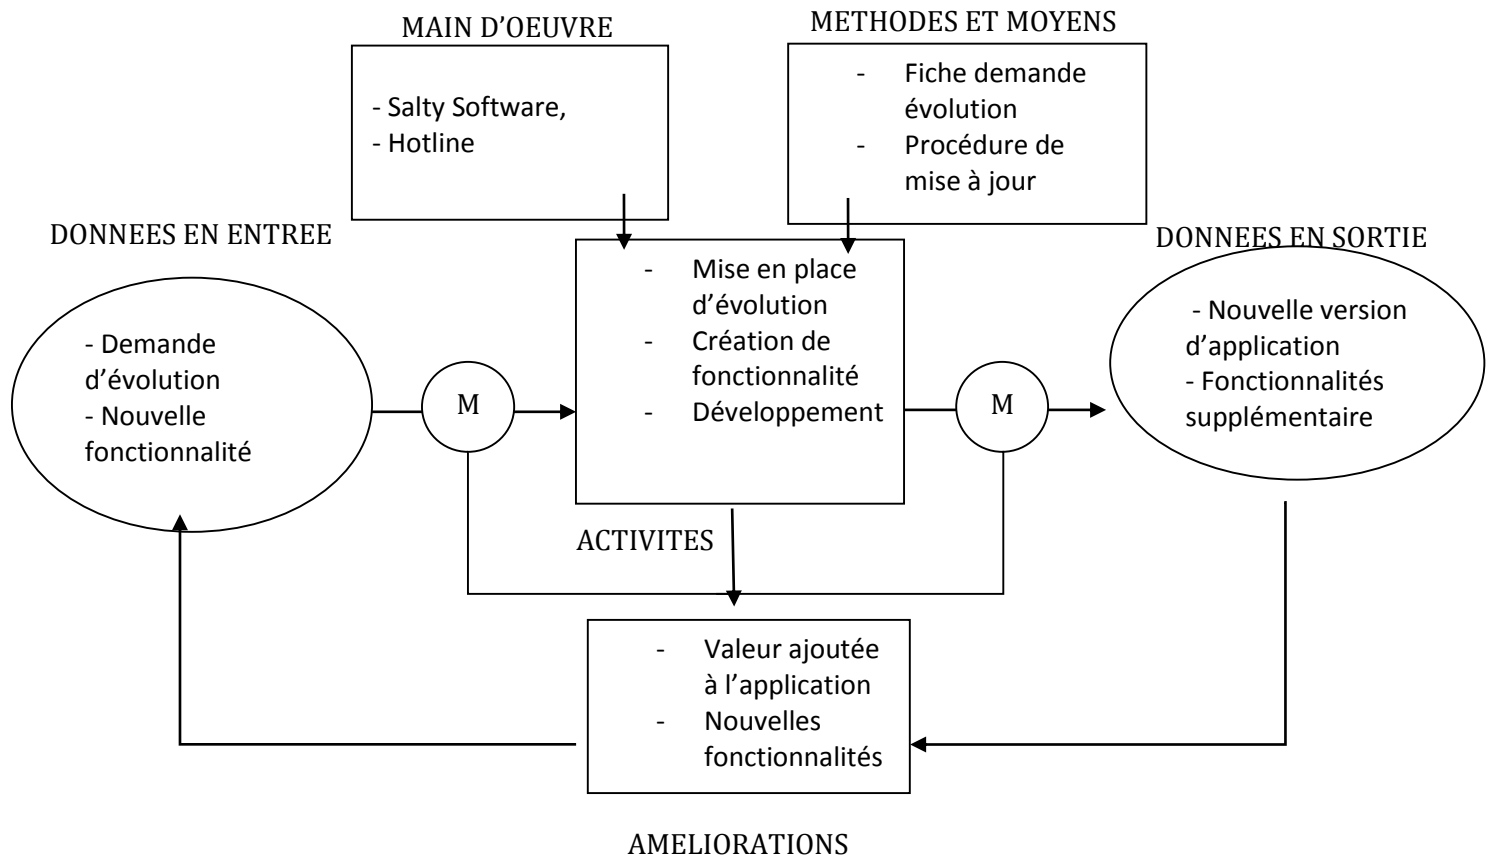 MAIN D'OEUVRE
- Salty Software,
- Hotline
METHODES ET MOYENS
- Fiche demande
évolution
- Procédure de
mise à jour
DONNEES EN ENTREE
- Demande
d'évolution
- Nouvelle
fonctionnalité
M
- Mise en place
d'évolution
- Création de
fonctionnalité
- Développement
ACTIVITES
M
DONNEES EN SORTIE
- Nouvelle version
d'application
- Fonctionnalités
supplémentaire
- Valeur ajoutée
à l'application
- Nouvelles
fonctionnalités
AMELIORATIONS